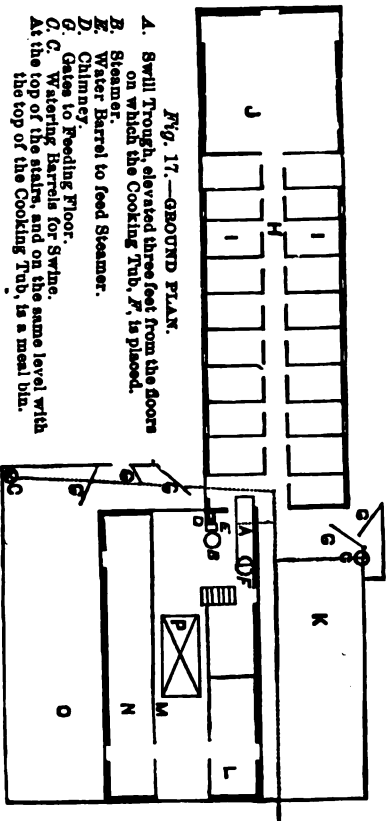 Fig. 17.—GROUND PLAN.
A. Swill Trough, elevated three feet from the floors
on which the Cooking Tub, F, is placed.
B. Steamer.
E. Water Barrel to feed Steamer.
D. Chimney.
G. Gates to Feeding Floor.
C. C. Watering Barrels for Swine.
At the top of the stairs, and on the same level with
the top of the Cooking Tub, is a meal bin.
J
I
H
I
G
G
K
A
F
E
D
B
G
G
C
P
L
M
N
O